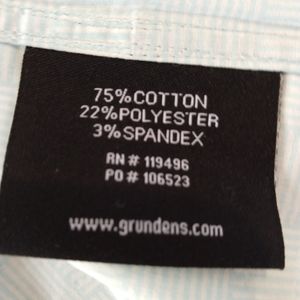 75%COTTON
22%POLYESTER
3%SPANDEX
RN # 119496
PO # 106523
www.grundens.com